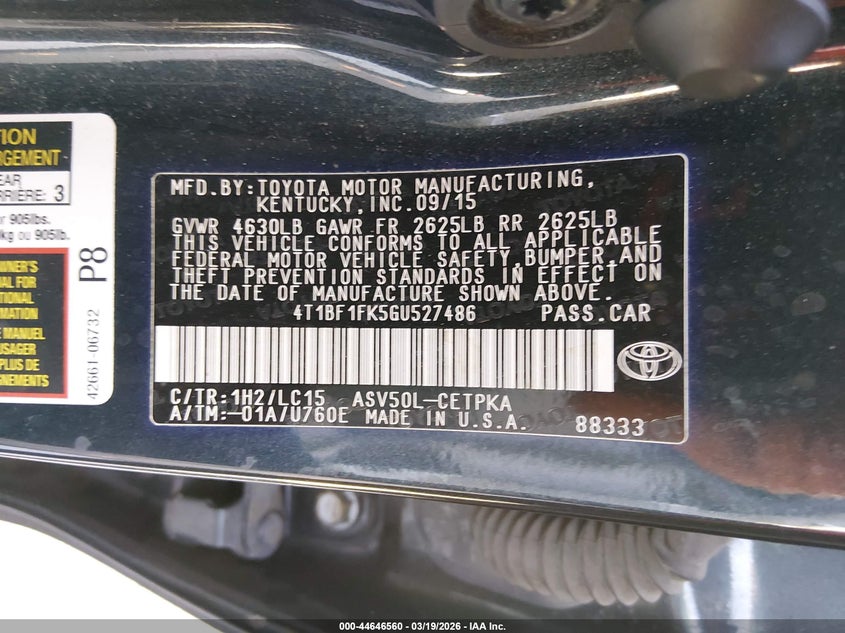 TION
RGEMENT
EAR
RRIÈRE: 3
r 905lbs.
kg ou 905lb.
WNER'S
AL FOR
TIONAL
RMATION
E MANUEL
USAGER
PLUS DE
NEMENTS
P8
42661-06732
MFD.BY:TOYOTA MOTOR MANUFACTURING,
KENTUCKY,INC.09/15
GVWR 4630LB GAWR FR 2625LB RR 2625LB
THIS VEHICLE CONFORMS TO ALL APPLICABLE
FEDERAL MOTOR VEHICLE SAFETY,BUMPER,AND
THEFT PREVENTION STANDARDS IN EFFECT ON
THE DATE OF MANUFACTURE SHOWN ABOVE.
4T1BF1FK5GU527486 PASS.CAR
C/TR:1H2/LC15 ASV50L-CETPKA
A/TM:-01A/U760E MADE IN U.S.A. 88333
000-44646560 - 03/19/2026 - IAA Inc.